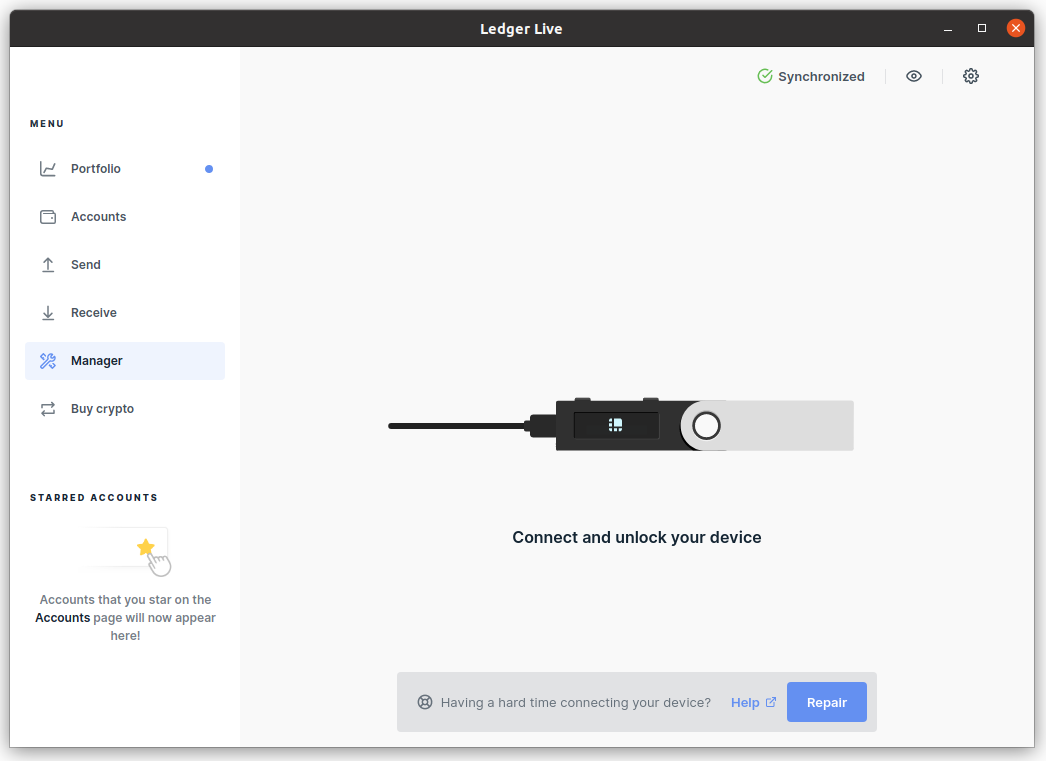 Ledger Live
Synchronized
MENU
Portfolio
Accounts
Send
Receive
Manager
Buy crypto
STARRED ACCOUNTS
Accounts that you star on the
Accounts page will now appear
here!
Connect and unlock your device
Having a hard time connecting your device? Help Repair